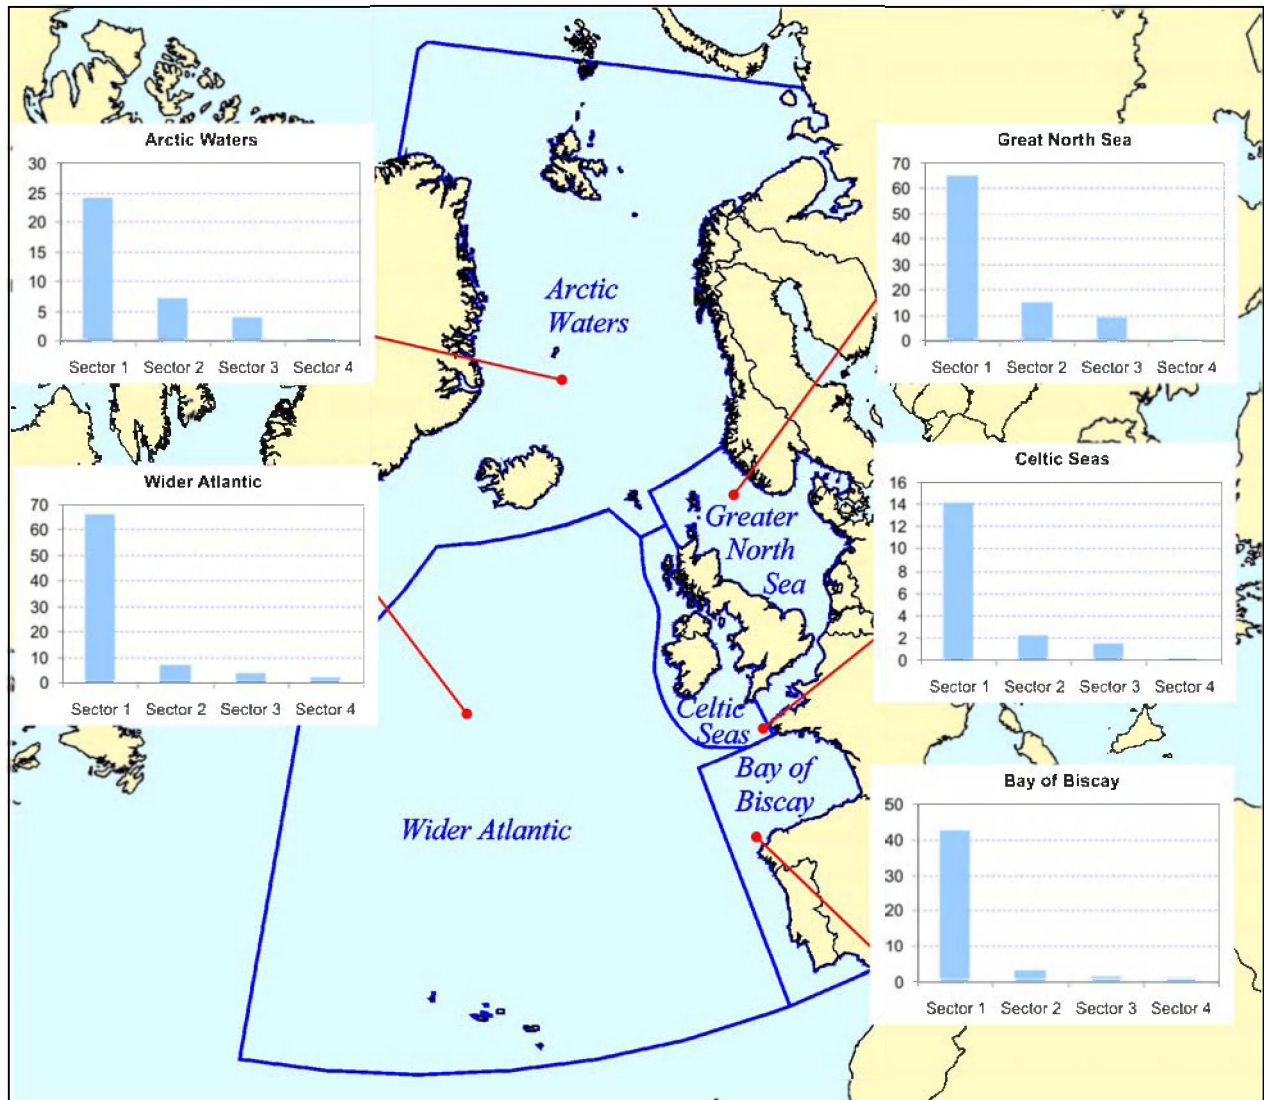 Arctic Waters
30
25
20
15
10
5
0
Sector 1 Sector 2 Sector 3 Sector 4
Great North Sea
70
60
50
40
30
20
10
0
Sector 1 Sector 2 Sector 3 Sector 4
Arctic
Waters
Wider Atlantic
70
60
50
40
30
20
10
0
Sector 1 Sector 2 Sector 3 Sector 4
Celtic Seas
16
14
12
10
8
6
4
2
0
Sector 1 Sector 2 Sector 3 Sector 4
Greater
North
Sea
Celtic
Seas
Bay of
Biscay
Wider Atlantic
Bay of Biscay
50
40
30
20
10
0
Sector 1 Sector 2 Sector 3 Sector 4